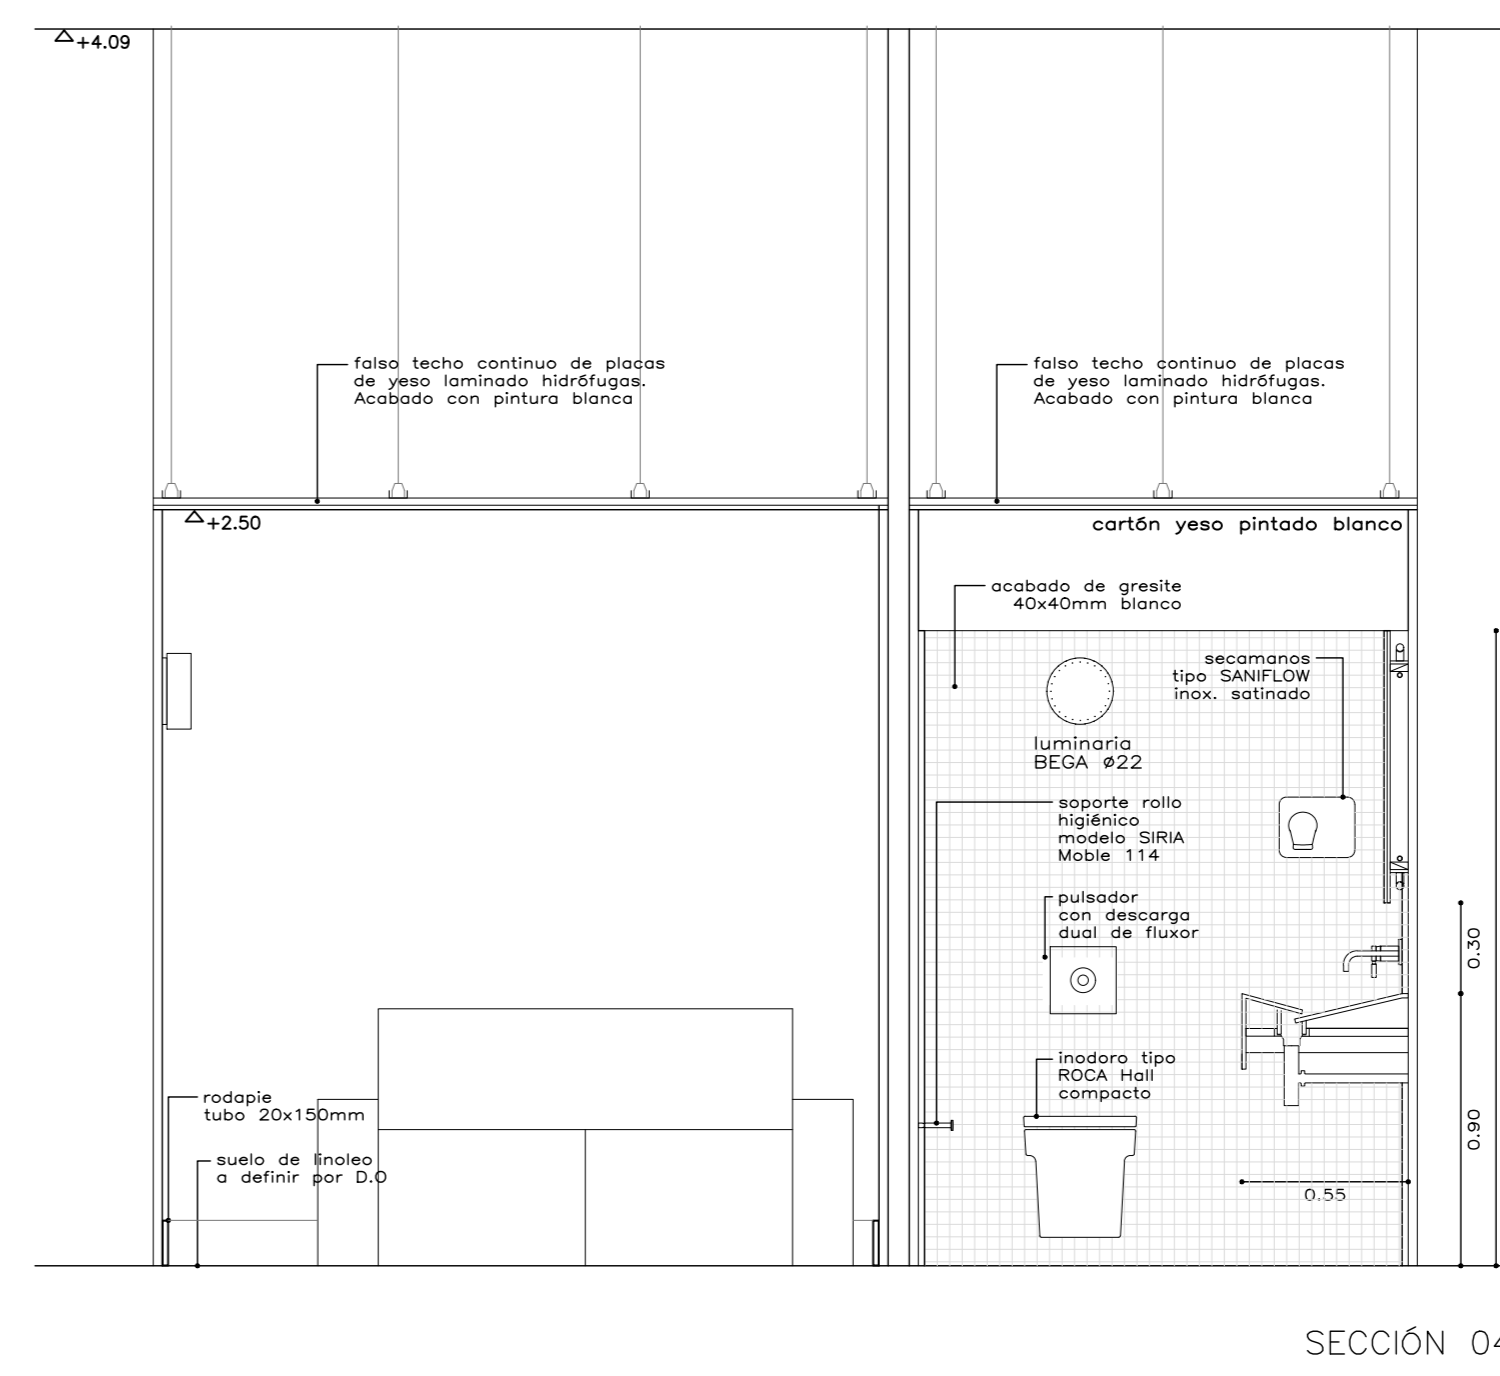 +4.09
falso techo continuo de placas
de yeso laminado hidrófugas.
Acabado con pintura blanca
falso techo continuo de placas
de yeso laminado hidrófugas.
Acabado con pintura blanca
+2.50
cartón yeso pintado blanco
acabado de gresite
40x40mm blanco
secamanos
tipo SANIFLOW
inox. satinado
luminaria
BEGA ø22
soporte rollo
higiénico
modelo SIRIA
Moble 114
pulsador
con descarga
dual de fluxor
0.30
inodoro tipo
ROCA Hall
compacto
rodapie
tubo 20x150mm
0.90
suelo de linoleo
a definir por D.O
0.55
SECCIÓN 04